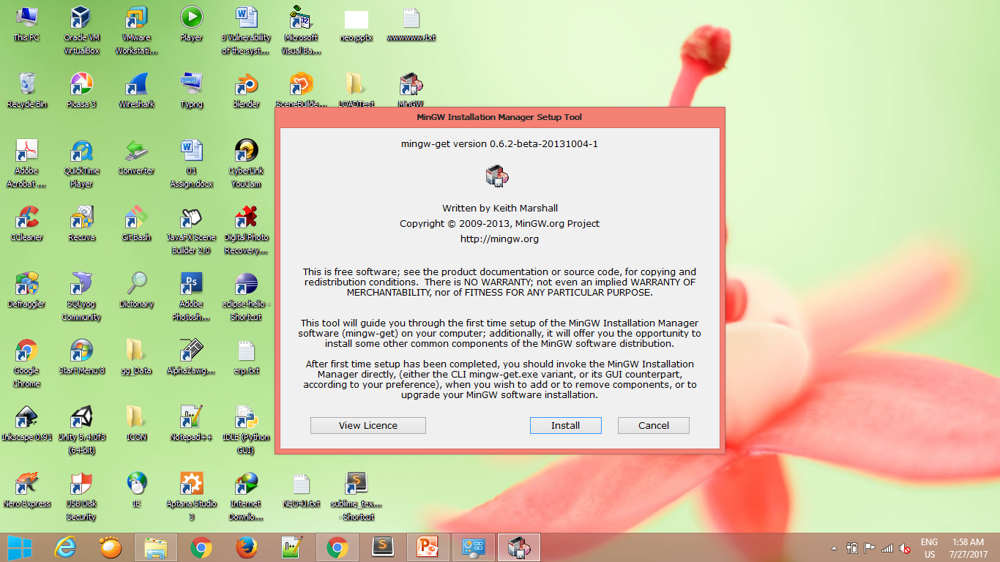 This PC
Oracle VM
VirtualBox
VMware
Workstati...
Player
B Vulnerability
of the syst...
Microsoft
Visual Ba...
neo.pptx
wwwwwww.txt
Recycle Bin
Picasa 3
Wireshark
Typng
blender
SceneBuilde...
LOADTest
MinGW
Adobe
Acrobat ...
QuickTime
Player
Converter
01
Assign.docx
CyberLink
YouCam
CCleaner
Recuva
Git Bash
JavaFX Scene
Builder 2.0
Digital Photo
Recovery...
Defraggler
SQLyog
Community
Dictonary
Adobe
Photosh...
eclipse-helio -
Shortcut
Google
Chrome
Start Menu 8
gg_Data
AlphaZawg...
erp.txt
Inkscape 0.91
Unity 5.4.0f3
(64-bit)
ICON
Notepad++
IDLE (Python
GUI)
Nero Express
USB Disk
Security
IE
Aptana Studio
3
Internet
Downlo...
NEO4J.txt
sublime_tex...
- Shortcut
MinGW Installation Manager Setup Tool
mingw-get version 0.6.2-beta-20131004-1
Written by Keith Marshall
Copyright © 2009-2013, MinGW.org Project
http://mingw.org
This is free software; see the product documentation or source code, for copying and
redistribution conditions.  There is NO WARRANTY; not even an implied WARRANTY OF
MERCHANTABILITY, nor of FITNESS FOR ANY PARTICULAR PURPOSE.
This tool will guide you through the first time setup of the MinGW Installation Manager
software (mingw-get) on your computer; additionally, it will offer you the opportunity to
install some other common components of the MinGW software distribution.
After first time setup has been completed, you should invoke the MinGW Installation
Manager directly, (either the CLI mingw-get.exe variant, or its GUI counterpart,
according to your preference), when you wish to add or to remove components, or to
upgrade your MinGW software installation.
View Licence
Install
Cancel
ENG
US
1:58 AM
7/27/2017